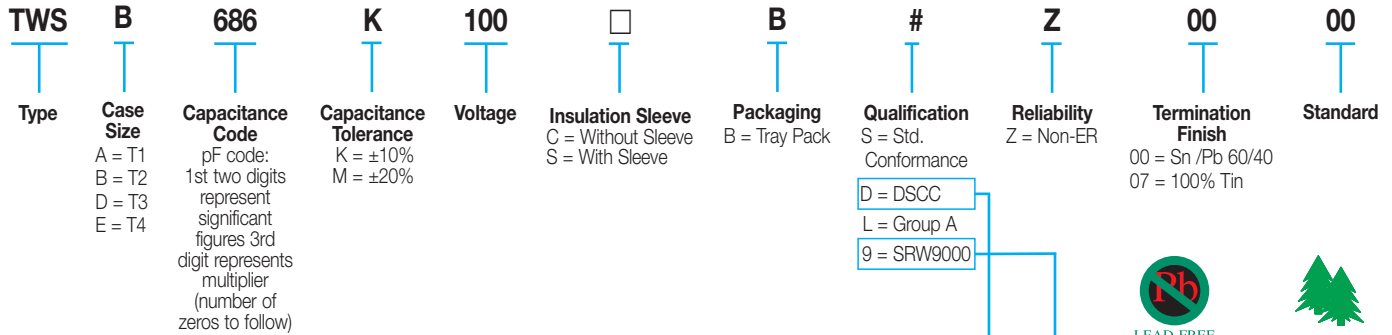 TWS B 686 K 100 □ B # Z 00 00
Type
Case
Size
A = T1
B = T2
D = T3
E = T4
Capacitance
Code
pF code:
1st two digits
represent
significant
figures 3rd
digit represents
multiplier
(number of
zeros to follow)
Capacitance
Tolerance
K = ±10%
M = ±20%
Voltage
Insulation Sleeve
C = Without Sleeve
S = With Sleeve
Packaging
B = Tray Pack
Qualification
S = Std.
Conformance
D = DSCC
L = Group A
9 = SRW9000
Reliability
Z = Non-ER
Termination
Finish
00 = Sn /Pb 60/40
07 = 100% Tin
Standard
Pb
LEAD-FREE